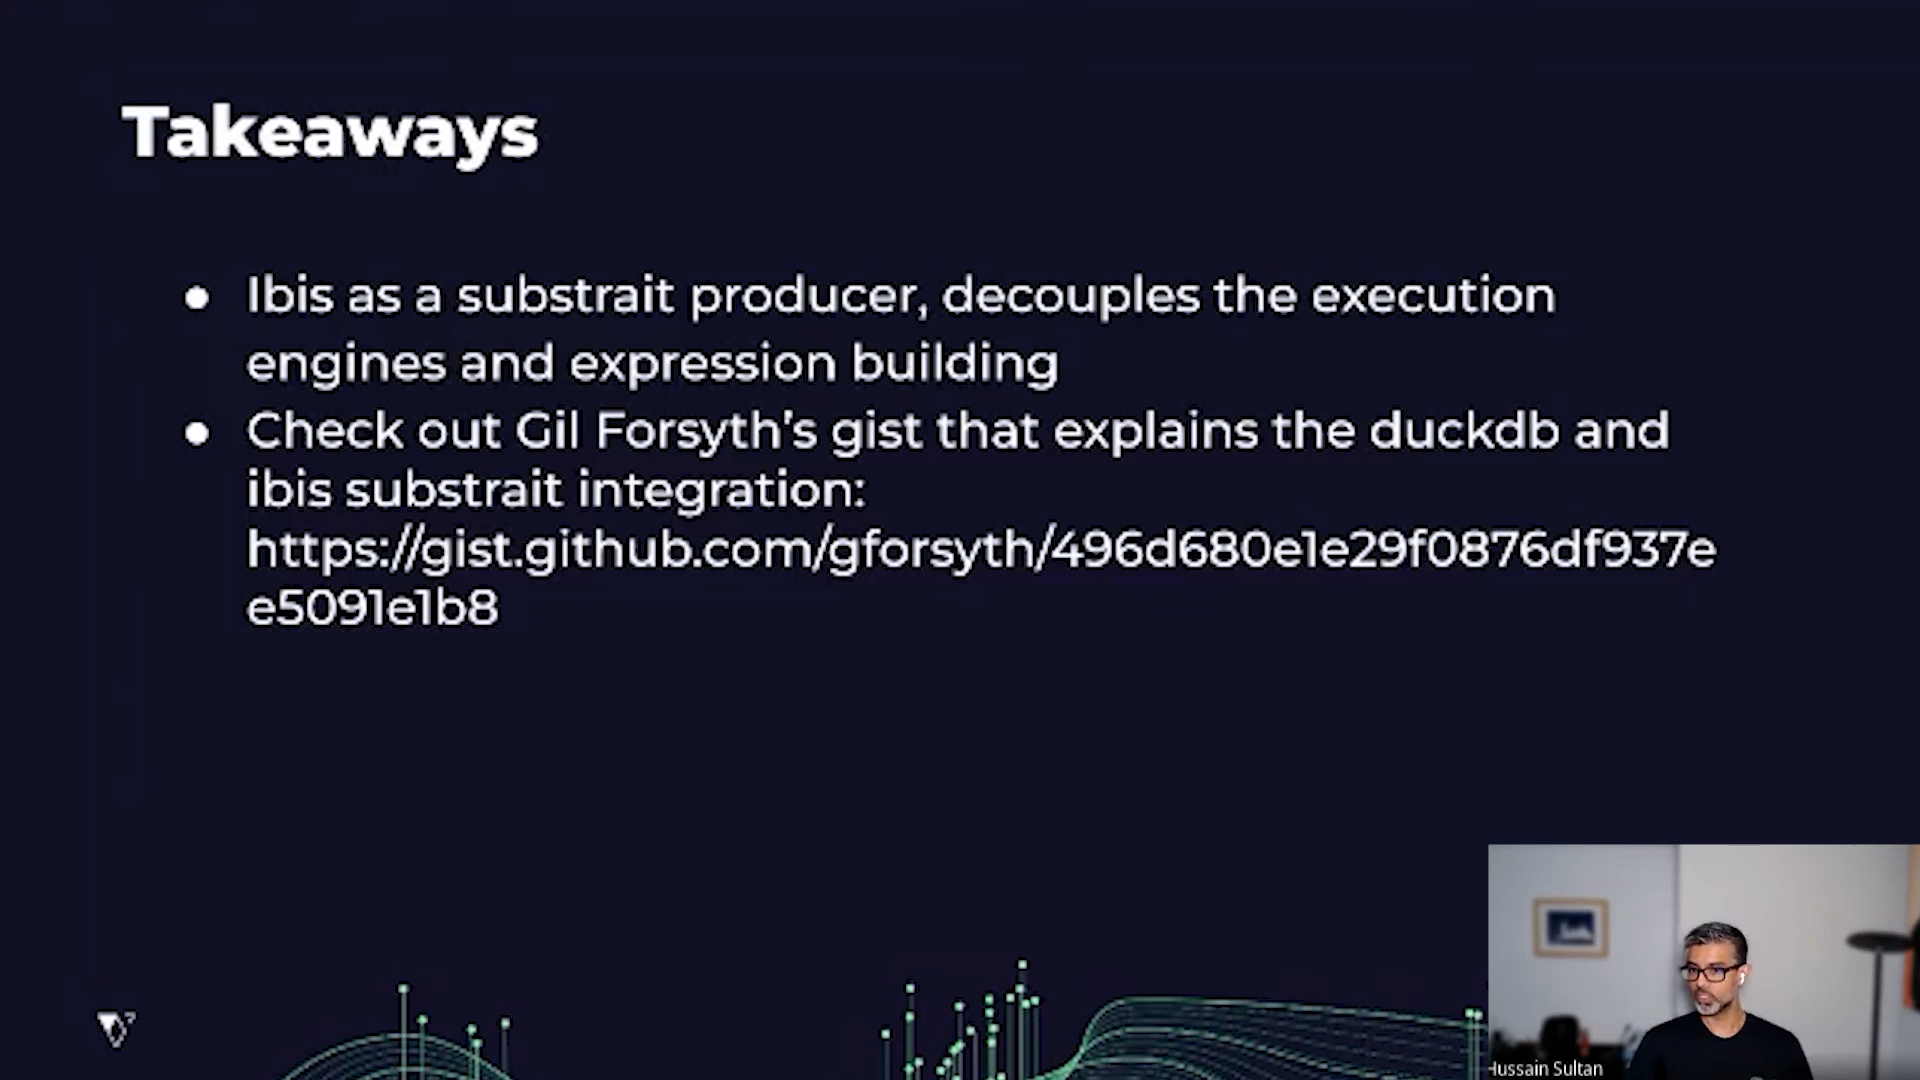 Takeaways
● Ibis as a substrait producer, decouples the execution
engines and expression building
● Check out Gil Forsyth's gist that explains the duckdb and
ibis substrait integration:
https://gist.github.com/gforsyth/496d680e1e29f0876df937e
e5091e1b8
Hussain Sultan